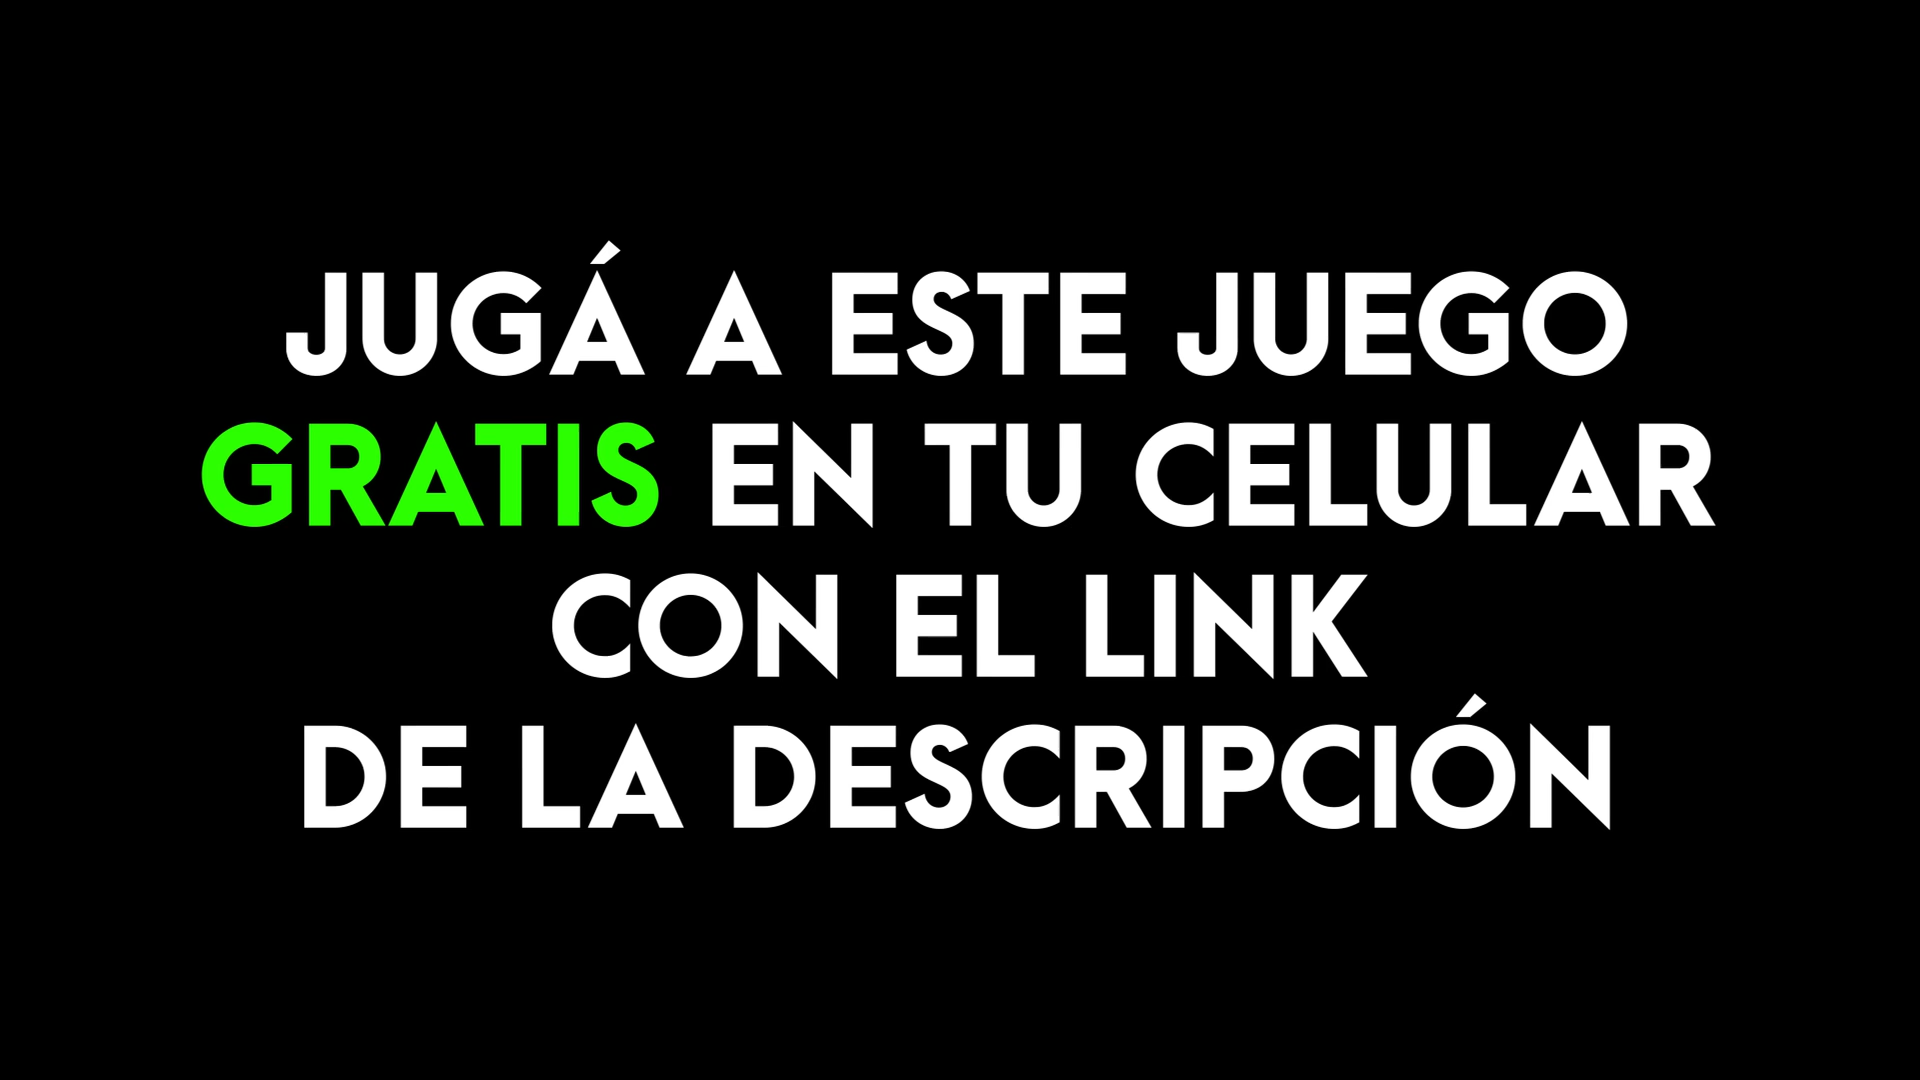 JUGÁ A ESTE JUEGO
GRATIS EN TU CELULAR
CON EL LINK
DE LA DESCRIPCIÓN